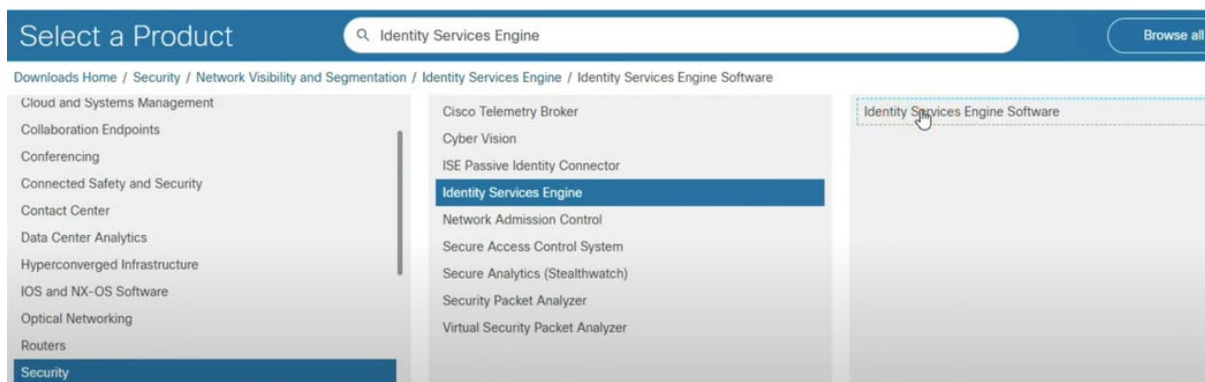 Select a Product
Identity Services Engine
Browse all
Downloads Home / Security / Network Visibility and Segmentation / Identity Services Engine / Identity Services Engine Software
Cloud and Systems Management
Collaboration Endpoints
Conferencing
Connected Safety and Security
Contact Center
Data Center Analytics
Hyperconverged Infrastructure
IOS and NX-OS Software
Optical Networking
Routers
Security
Cisco Telemetry Broker
Cyber Vision
ISE Passive Identity Connector
Identity Services Engine
Network Admission Control
Secure Access Control System
Secure Analytics (Stealthwatch)
Security Packet Analyzer
Virtual Security Packet Analyzer
Identity Services Engine Software